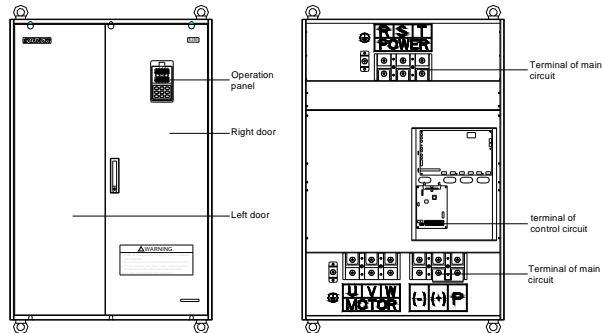 Operation
panel
Right door
Left door
WARNING
R S T
POWER
Terminal of main
circuit
terminal of
control circuit
Terminal of main
circuit
U V W
MOTOR
(-) (+) P